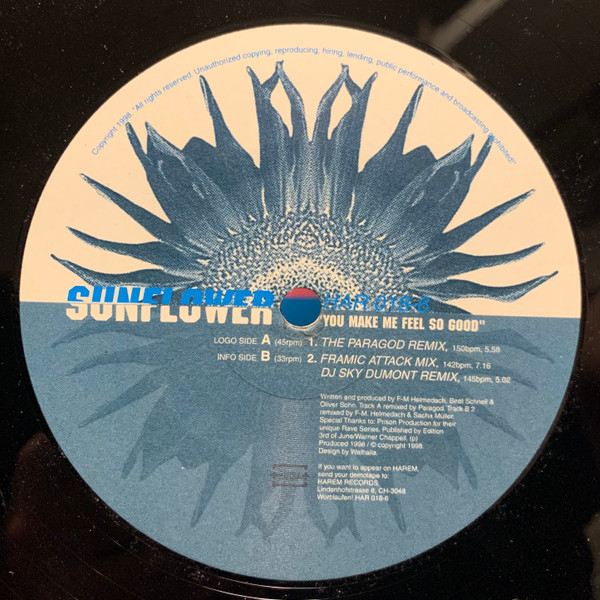 Copyright 1998. "All rights reserved. Unauthorized copying, reproducing, hiring, lending, public performance and broadcasting prohibited"
SUNFLOWER HAR 018-6
"YOU MAKE ME FEEL SO GOOD"
LOGO SIDE A (45rpm) 1. THE PARAGOD REMIX, 150bpm, 5.58
INFO SIDE B (33rpm) 2. FRAMIC ATTACK MIX, 142bpm, 7.16
DJ SKY DUMONT REMIX, 145bpm, 5.02
Written and produced by F-M. Helmedach, Beat Schnell &
Oliver Sohn. Track A remixed by Paragod. Track B 2
remixed by F-M. Helmedach & Sacha Müller.
Special Thanks to: Prison Production for their
unique Rave Series. Published by Edition
3rd of June/Warner Chappell. (p)
Produced 1998 / © copyright 1998.
Design by Walhalla.
If you want to appear on HAREM,
send your demotape to:
HAREM RECORDS,
Lindenhofstrasse 8, CH-3048
Worblaufen! HAR 018-6